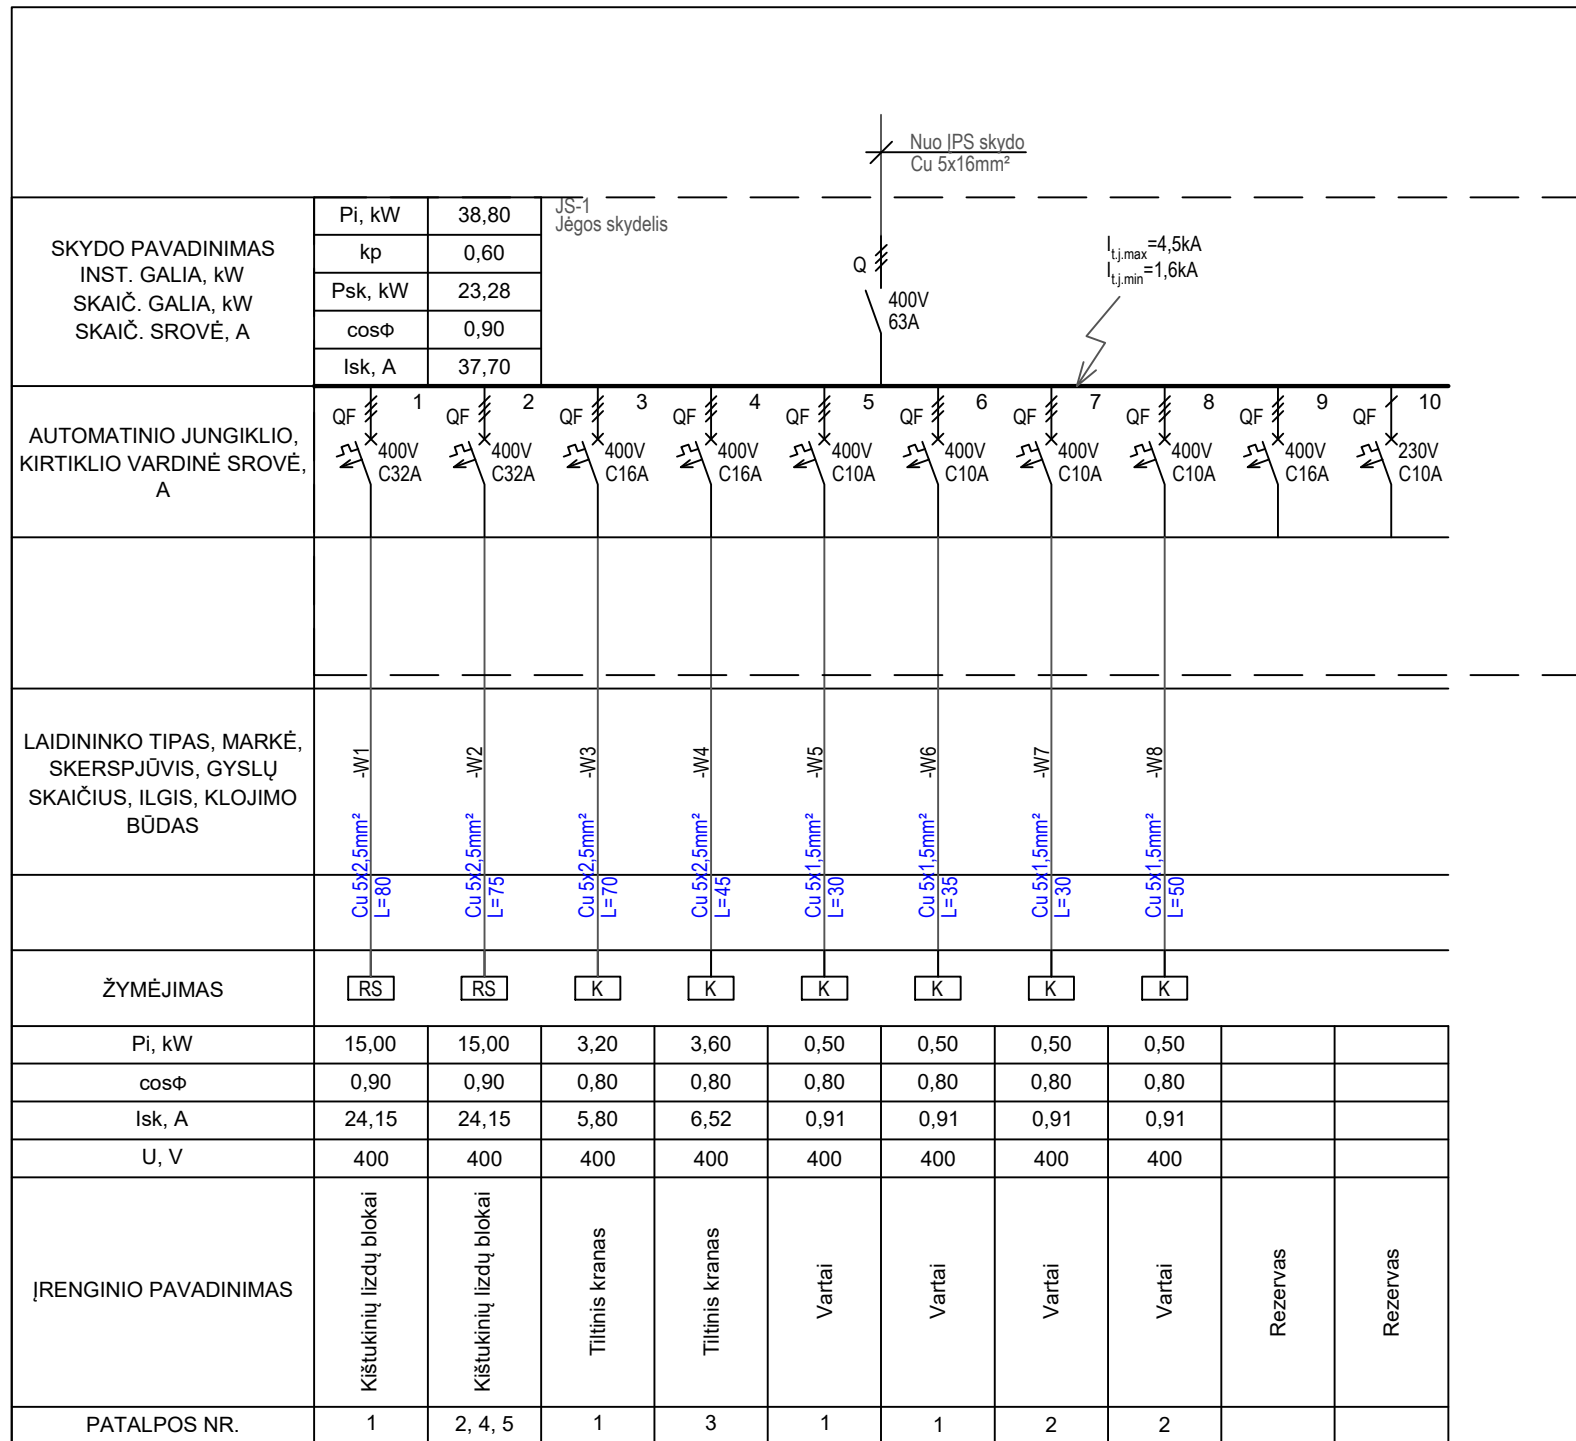 Nuo ĮPS skydo
Cu 5x16mm²
SKYDO PAVADINIMAS
INST. GALIA, kW
SKAIČ. GALIA, kW
SKAIČ. SROVĖ, A
Pi, kW 38,80
kp 0,60
Psk, kW 23,28
cosΦ 0,90
Isk, A 37,70
JS-1
Jėgos skydelis
Q
400V
63A
It.j.max=4,5kA
It.j.min=1,6kA
AUTOMATINIO JUNGIKLIO,
KIRTIKLIO VARDINĖ SROVĖ,
A
QF 1 QF 2 QF 3 QF 4 QF 5 QF 6 QF 7 QF 8 QF 9 QF 10
400V 400V 400V 400V 400V 400V 400V 400V 400V 230V
C32A C32A C16A C16A C10A C10A C10A C10A C16A C10A
LAIDININKO TIPAS, MARKĖ,
SKERSPJŪVIS, GYSLŲ
SKAIČIUS, ILGIS, KLOJIMO
BŪDAS
-W1 -W2 -W3 -W4 -W5 -W6 -W7 -W8
Cu 5x2,5mm² Cu 5x2,5mm² Cu 5x2,5mm² Cu 5x2,5mm² Cu 5x1,5mm² Cu 5x1,5mm² Cu 5x1,5mm² Cu 5x1,5mm²
L=80 L=75 L=70 L=45 L=30 L=35 L=30 L=50
ŽYMĖJIMAS RS RS K K K K K K
Pi, kW 15,00 15,00 3,20 3,60 0,50 0,50 0,50 0,50
cosΦ 0,90 0,90 0,80 0,80 0,80 0,80 0,80 0,80
Isk, A 24,15 24,15 5,80 6,52 0,91 0,91 0,91 0,91
U, V 400 400 400 400 400 400 400 400
ĮRENGINIO PAVADINIMAS Kištukinių lizdų blokai Kištukinių lizdų blokai Tiltinis kranas Tiltinis kranas Vartai Vartai Vartai Vartai Rezervas Rezervas
PATALPOS NR. 1 2, 4, 5 1 3 1 1 2 2